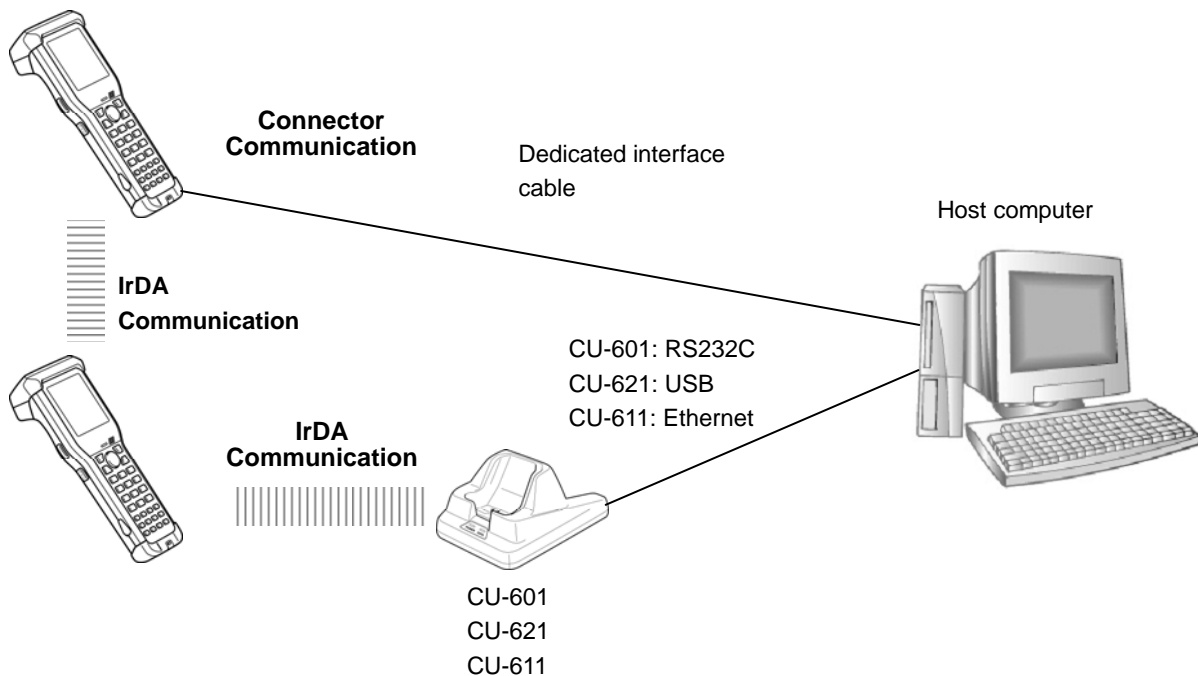 Connector
Communication
Dedicated interface
cable
Host computer
IrDA
Communication
CU-601: RS232C
CU-621: USB
CU-611: Ethernet
IrDA
Communication
CU-601
CU-621
CU-611